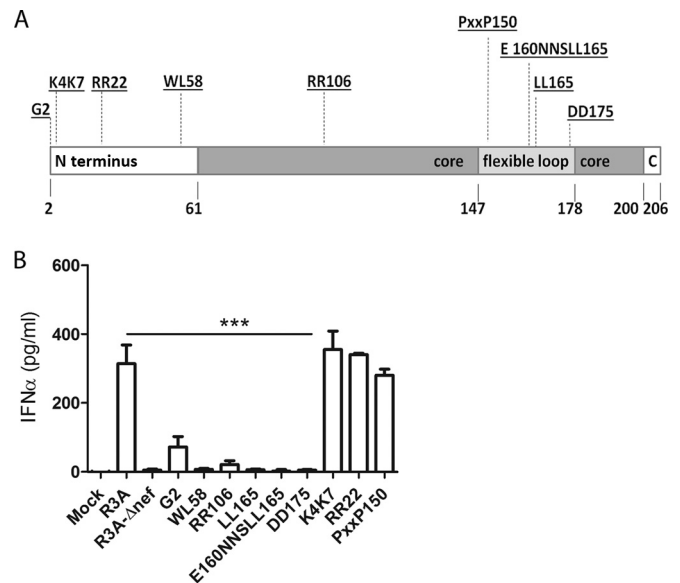 A
PxxP150
E 160NNSLL165
K4K7 RR22 WL58 RR106 LL165
G2 DD175
N terminus core flexible loop core C
2 61 147 178 200 206
B
600
400
200
0
IFNα (pg/ml)
***
Mock R3A R3A-Δnef G2 WL58 RR106 LL165 E160NNSLL165 DD175 K4K7 RR22 PxxP150